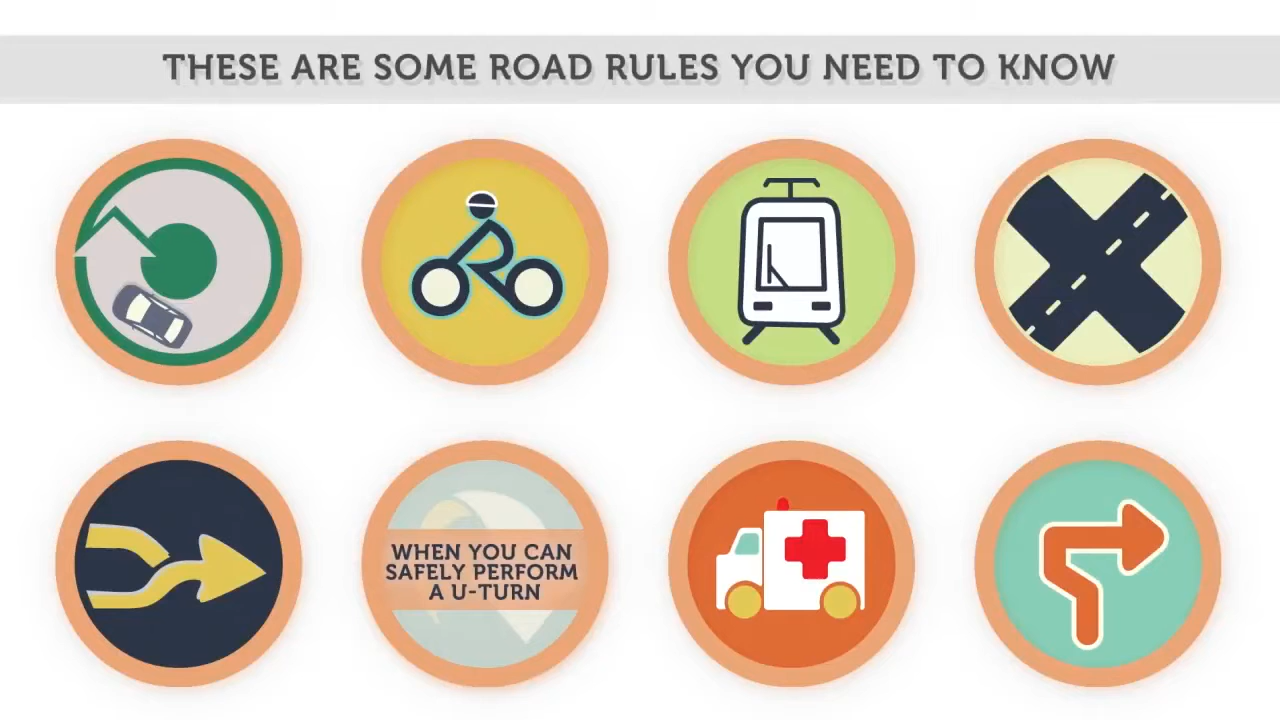 THESE ARE SOME ROAD RULES YOU NEED TO KNOW
WHEN YOU CAN
SAFELY PERFORM
A U-TURN